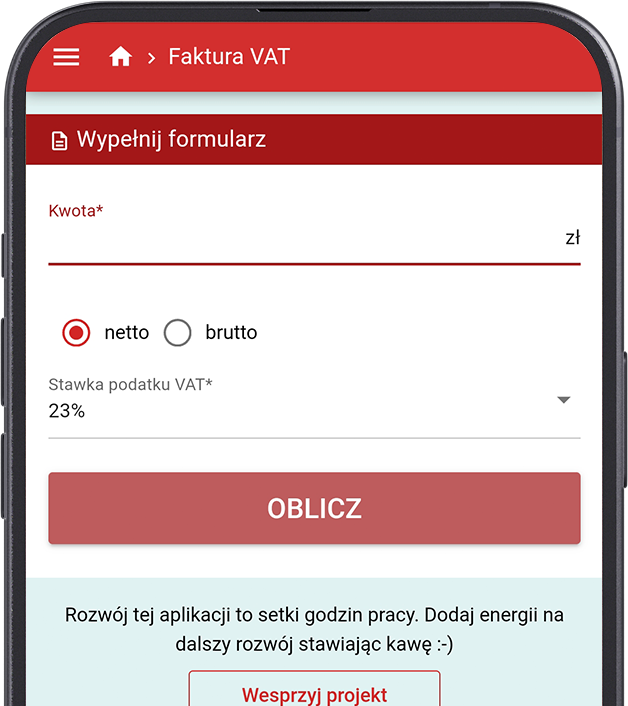 Faktura VAT
Wypełnij formularz
Kwota*
zł
netto brutto
Stawka podatku VAT*
23%
OBLICZ
Rozwój tej aplikacji to setki godzin pracy. Dodaj energii na
dalszy rozwój stawiając kawę :-)
Wesprzyj projekt